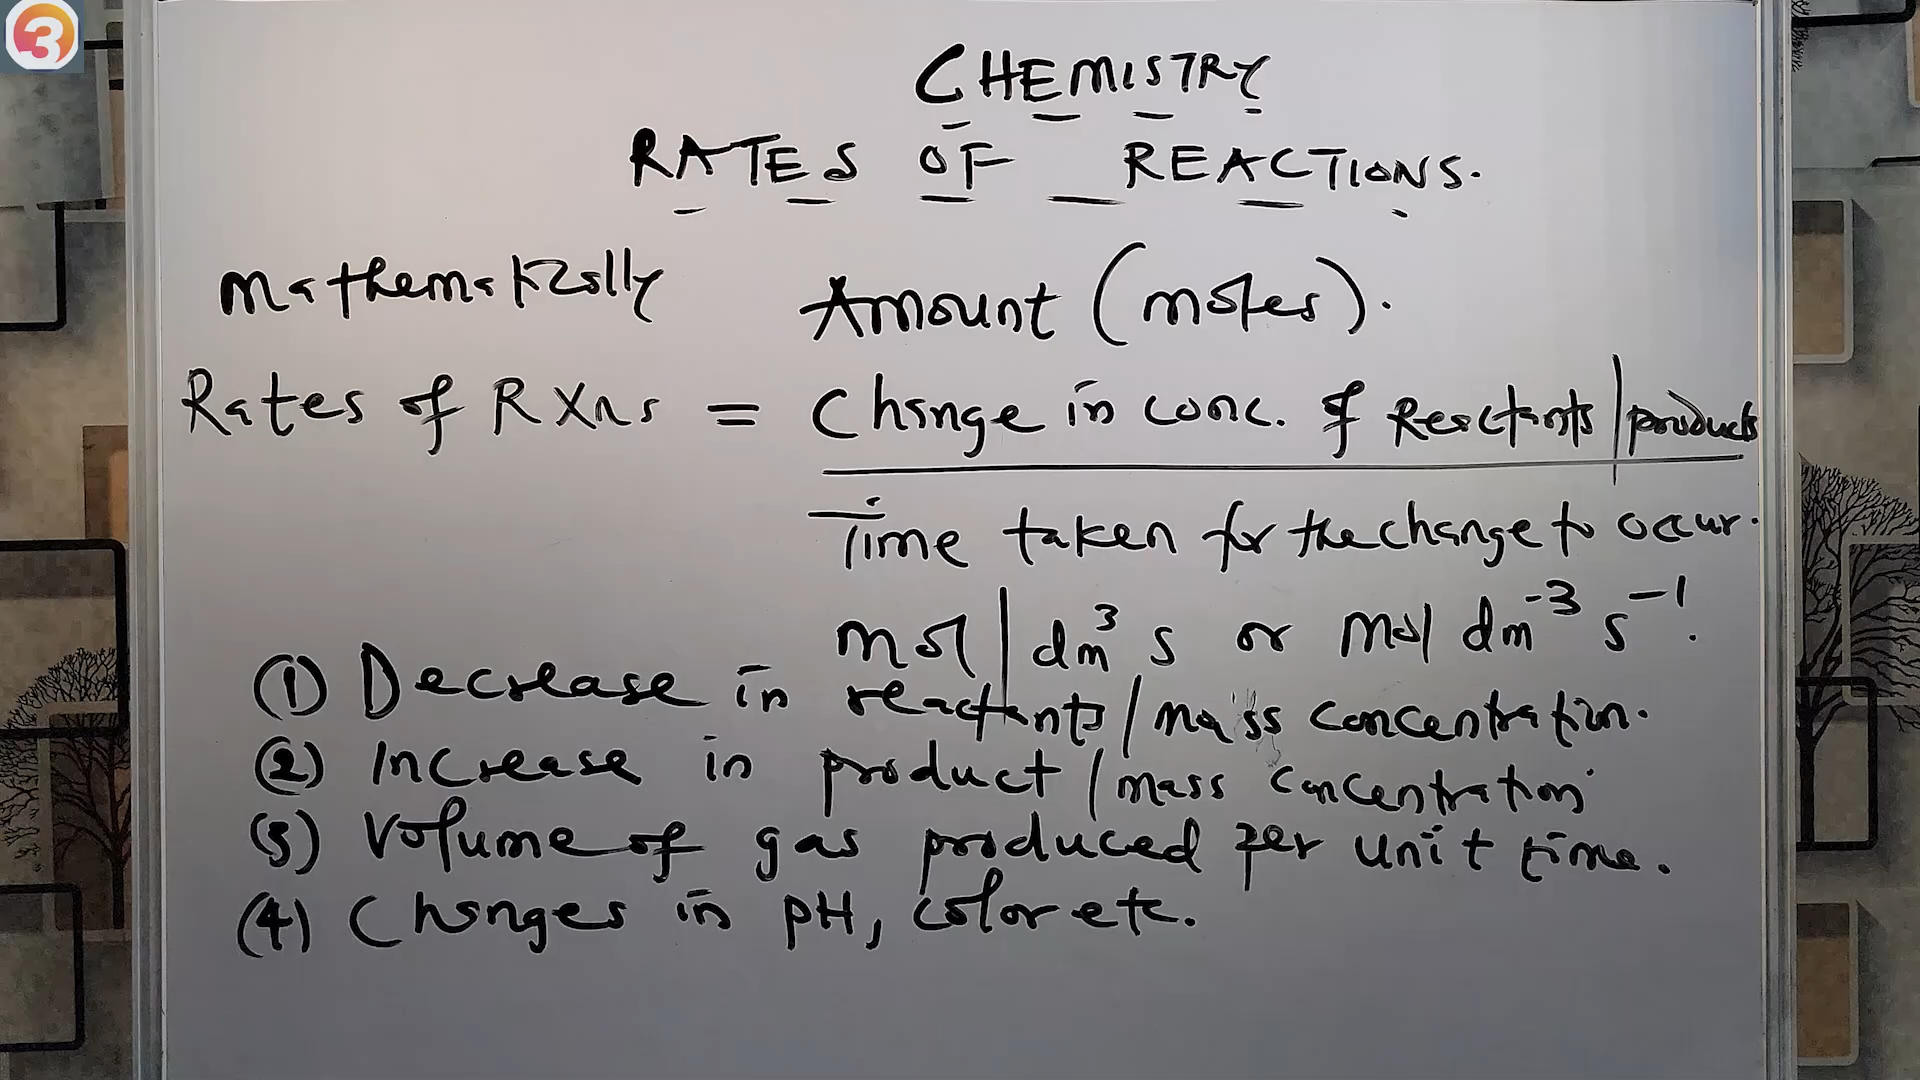 3
CHEMISTRY
RATES OF REACTIONS.
Mathematically Amount (moles).
Rates of RXns = Change in conc. of Reactants | products
Time taken for the change to occur.
mol | dm³ s or mol dm⁻³ s⁻¹.
(1) Decrease in reactants / mass concentration.
(2) Increase in product / mass concentration
(3) Volume of gas produced per unit time.
(4) Changes in pH, color etc.